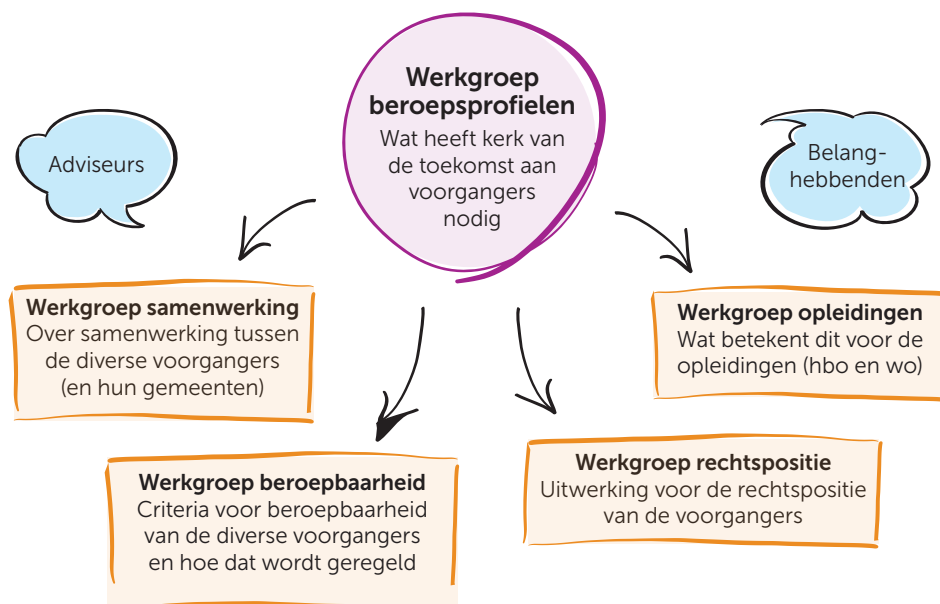 Werkgroep
beroepsprofielen
Wat heeft kerk van
de toekomst aan
voorgangers
nodig
Adviseurs
Belang-
hebbenden
Werkgroep samenwerking
Over samenwerking tussen
de diverse voorgangers
(en hun gemeenten)
Werkgroep opleidingen
Wat betekent dit voor de
opleidingen (hbo en wo)
Werkgroep beroepbaarheid
Criteria voor beroepbaarheid
van de diverse voorgangers
en hoe dat wordt geregeld
Werkgroep rechtspositie
Uitwerking voor de rechtspositie
van de voorgangers